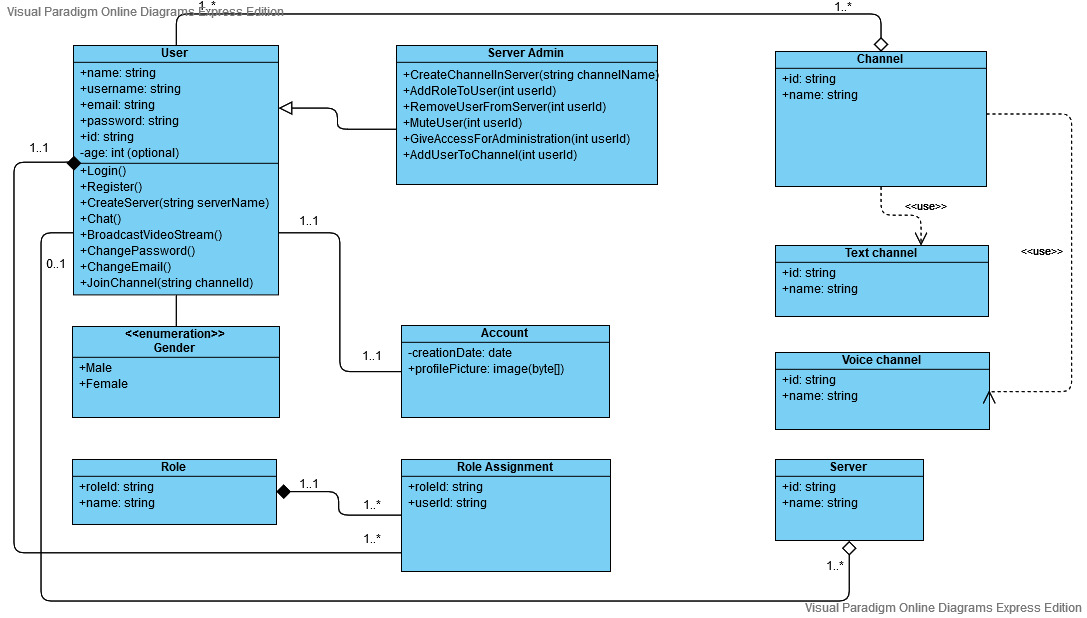 Visual Paradigm Online Diagrams Express Edition
1..*
1..*
User
+name: string
+username: string
+email: string
+password: string
+id: string
-age: int (optional)
+Login()
+Register()
+CreateServer(string serverName)
+Chat()
+BroadcastVideoStream()
+ChangePassword()
+ChangeEmail()
+JoinChannel(string channelId)
Server Admin
+CreateChannelInServer(string channelName)
+AddRoleToUser(int userId)
+RemoveUserFromServer(int userId)
+MuteUser(int userId)
+GiveAccessForAdministration(int userId)
+AddUserToChannel(int userId)
Channel
+id: string
+name: string
1..1
0..1
1..1
1..1
<<use>>
<<use>>
Text channel
+id: string
+name: string
<<enumeration>>
Gender
+Male
+Female
Account
-creationDate: date
+profilePicture: image(byte[])
Voice channel
+id: string
+name: string
Role
+roleId: string
+name: string
1..1
1..*
1..*
Role Assignment
+roleId: string
+userId: string
Server
+id: string
+name: string
1..*
Visual Paradigm Online Diagrams Express Edition